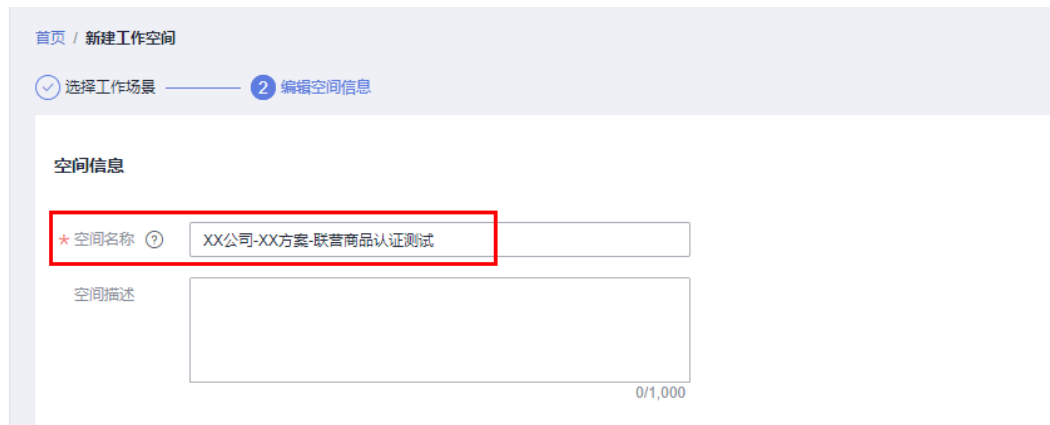 首页 / 新建工作空间
选择工作场景 2 编辑空间信息
空间信息
* 空间名称 ? XX公司-XX方案-联营商品认证测试
空间描述
0/1,000